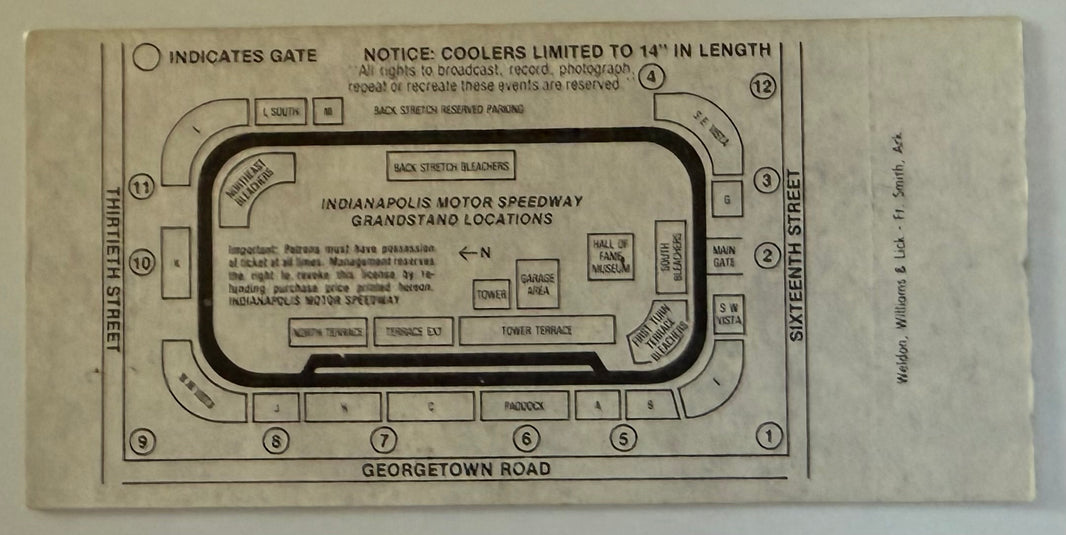 INDICATES GATE
NOTICE: COOLERS LIMITED TO 14" IN LENGTH
"All rights to broadcast, record, photograph,
repeat or recreate these events are reserved."
4
12
L SOUTH
BACK STRETCH RESERVED PARKING
S.E. VISTA
NORTHEAST
BLEACHERS
BACK STRETCH BLEACHERS
11
3
G
INDIANAPOLIS MOTOR SPEEDWAY
GRANDSTAND LOCATIONS
THIRTIETH STREET
10
K
Important: Patrons must have possession
of ticket at all times. Management reserves
the right to revoke this license by re-
funding purchase price printed hereon.
INDIANAPOLIS MOTOR SPEEDWAY
←N
HALL OF
FAME
MUSEUM
SOUTH
BLEACHERS
MAIN
GATE
2
SIXTEENTH STREET
TOWER
GARAGE
AREA
S W
VISTA
NORTH TERRACE
TERRACE EXT
TOWER TERRACE
FIRST TURN
TERRACE
BLEACHERS
J
H
C
PADDOCK
A
B
9
8
7
6
5
1
GEORGETOWN ROAD
Weldon, Williams & Lick - Ft. Smith, Ark.